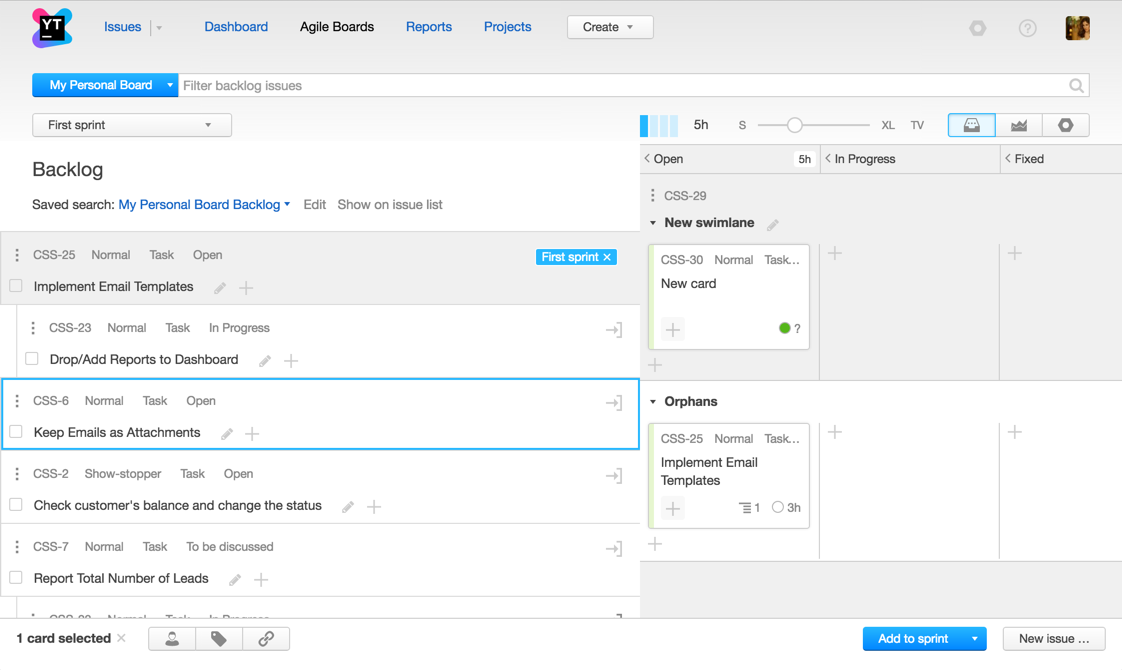 YT
Issues
Dashboard
Agile Boards
Reports
Projects
Create
?
My Personal Board
Filter backlog issues
First sprint
5h
S
XL
TV
Backlog
Saved search: My Personal Board Backlog
Edit
Show on issue list
CSS-25 Normal Task Open
First sprint ×
Implement Email Templates
CSS-23 Normal Task In Progress
Drop/Add Reports to Dashboard
CSS-6 Normal Task Open
Keep Emails as Attachments
CSS-2 Show-stopper Task Open
Check customer's balance and change the status
CSS-7 Normal Task To be discussed
Report Total Number of Leads
Open
5h
In Progress
Fixed
CSS-29
New swimlane
CSS-30 Normal Task...
New card
?
Orphans
CSS-25 Normal Task...
Implement Email
Templates
1
3h
1 card selected ×
Add to sprint
New issue ...